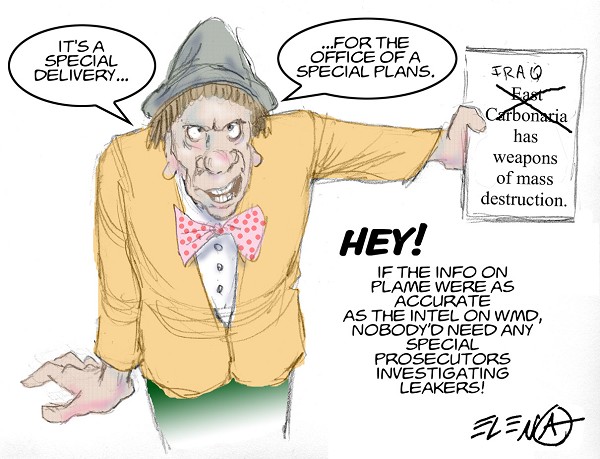 IT'S A
SPECIAL
DELIVERY...
...FOR THE
OFFICE OF A
SPECIAL PLANS.
IRAQ
East
Carbonaria
has
weapons
of mass
destruction.
HEY!
IF THE INFO ON
PLAME WERE AS
ACCURATE
AS THE INTEL ON WMD,
NOBODY'D NEED ANY
SPECIAL
PROSECUTORS
INVESTIGATING
LEAKERS!
ELENA